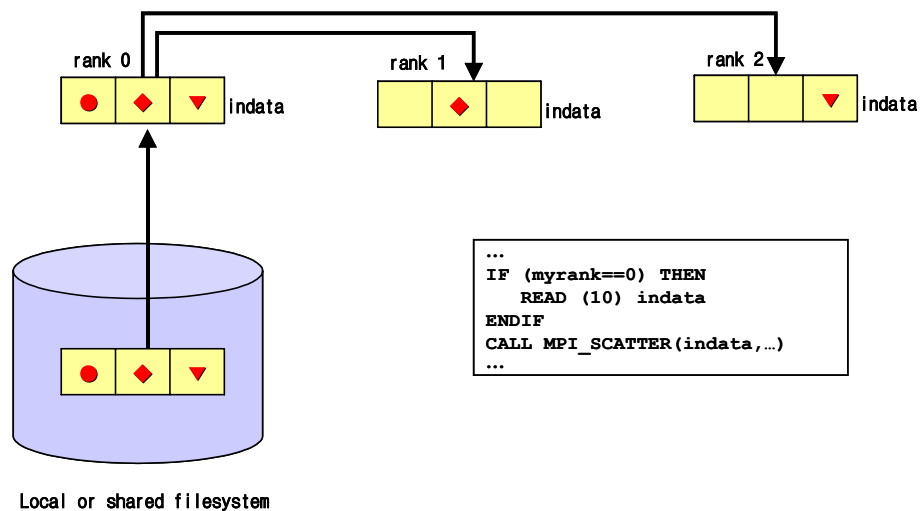 rank 0
indata
rank 1
indata
rank 2
indata
…
IF (myrank==0) THEN
READ (10) indata
ENDIF
CALL MPI_SCATTER(indata,…)
…
Local or shared filesystem